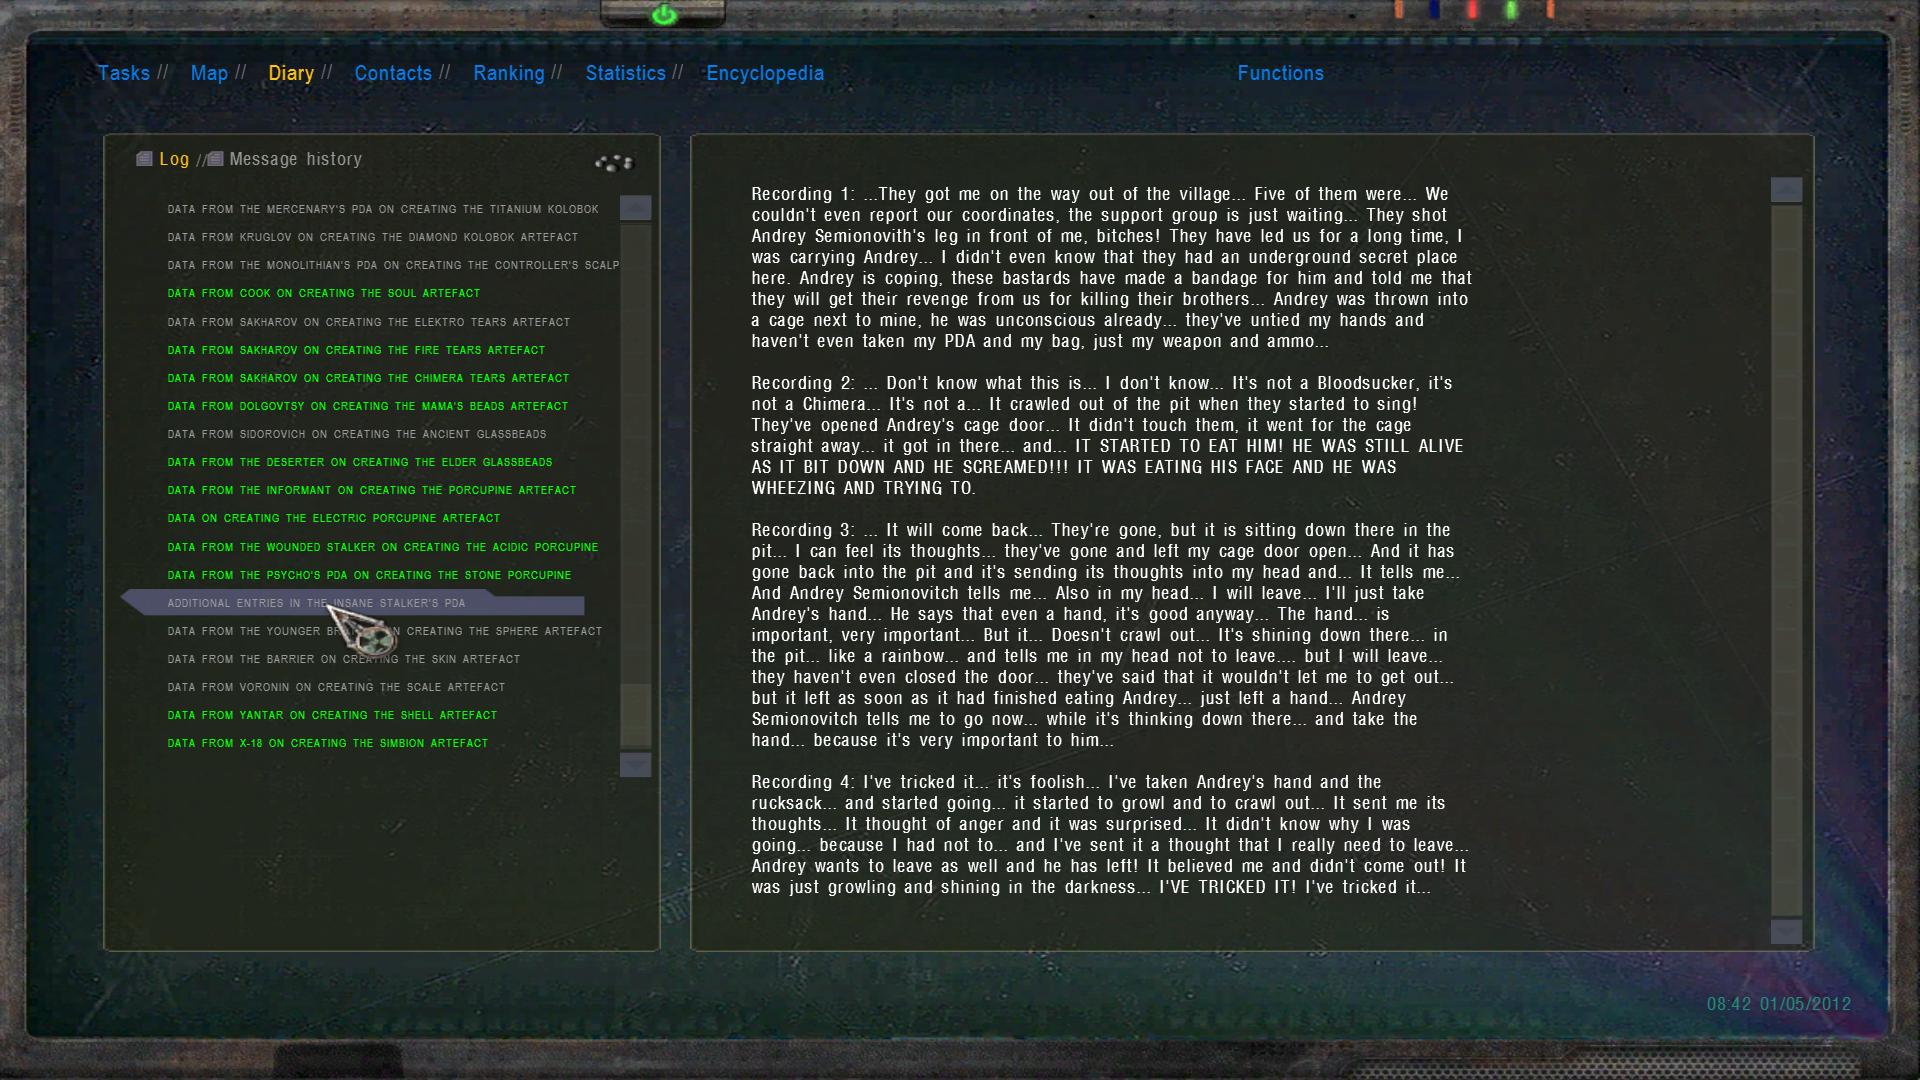 Tasks // Map // Diary // Contacts // Ranking // Statistics // Encyclopedia
Functions
Log // Message history
DATA FROM THE MERCENARY'S PDA ON CREATING THE TITANIUM KOLOBOK
DATA FROM KRUGLOV ON CREATING THE DIAMOND KOLOBOK ARTEFACT
DATA FROM THE MONOLITHIAN'S PDA ON CREATING THE CONTROLLER'S SCALP
DATA FROM COOK ON CREATING THE SOUL ARTEFACT
DATA FROM SAKHAROV ON CREATING THE ELEKTRO TEARS ARTEFACT
DATA FROM SAKHAROV ON CREATING THE FIRE TEARS ARTEFACT
DATA FROM SAKHAROV ON CREATING THE CHIMERA TEARS ARTEFACT
DATA FROM DOLGOVTSY ON CREATING THE MAMA'S BEADS ARTEFACT
DATA FROM SIDOROVICH ON CREATING THE ANCIENT GLASSBEADS
DATA FROM THE DESERTER ON CREATING THE ELDER GLASSBEADS
DATA FROM THE INFORMANT ON CREATING THE PORCUPINE ARTEFACT
DATA ON CREATING THE ELECTRIC PORCUPINE ARTEFACT
DATA FROM THE WOUNDED STALKER ON CREATING THE ACIDIC PORCUPINE
DATA FROM THE PSYCHO'S PDA ON CREATING THE STONE PORCUPINE
ADDITIONAL ENTRIES IN THE INSANE STALKER'S PDA
DATA FROM THE YOUNGER ON CREATING THE SPHERE ARTEFACT
DATA FROM THE BARRIER ON CREATING THE SKIN ARTEFACT
DATA FROM VORONIN ON CREATING THE SCALE ARTEFACT
DATA FROM YANTAR ON CREATING THE SHELL ARTEFACT
DATA FROM X-18 ON CREATING THE SIMBION ARTEFACT
Recording 1: ...They got me on the way out of the village... Five of them were... We
couldn't even report our coordinates, the support group is just waiting... They shot
Andrey Semionovith's leg in front of me, bitches! They have led us for a long time, I
was carrying Andrey... I didn't even know that they had an underground secret place
here. Andrey is coping, these bastards have made a bandage for him and told me that
they will get their revenge from us for killing their brothers... Andrey was thrown into
a cage next to mine, he was unconscious already... they've untied my hands and
haven't even taken my PDA and my bag, just my weapon and ammo...
Recording 2: ... Don't know what this is... I don't know... It's not a Bloodsucker, it's
not a Chimera... It's not a... It crawled out of the pit when they started to sing!
They've opened Andrey's cage door... It didn't touch them, it went for the cage
straight away... it got in there... and... IT STARTED TO EAT HIM! HE WAS STILL ALIVE
AS IT BIT DOWN AND HE SCREAMED!!! IT WAS EATING HIS FACE AND HE WAS
WHEEZING AND TRYING TO.
Recording 3: ... It will come back... They're gone, but it is sitting down there in the
pit... I can feel its thoughts... they've gone and left my cage door open... And it has
gone back into the pit and it's sending its thoughts into my head and... It tells me...
And Andrey Semionovitch tells me... Also in my head... I will leave... I'll just take
Andrey's hand... He says that even a hand, it's good anyway... The hand... is
important, very important... But it... Doesn't crawl out... It's shining down there... in
the pit... like a rainbow... and tells me in my head not to leave.... but I will leave...
they haven't even closed the door... they've said that it wouldn't let me to get out...
but it left as soon as it had finished eating Andrey... just left a hand... Andrey
Semionovitch tells me to go now... while it's thinking down there... and take the
hand... because it's very important to him...
Recording 4: I've tricked it... it's foolish... I've taken Andrey's hand and the
rucksack... and started going... it started to growl and to crawl out... It sent me its
thoughts... It thought of anger and it was surprised... It didn't know why I was
going... because I had not to... and I've sent it a thought that I really need to leave...
Andrey wants to leave as well and he has left! It believed me and didn't come out! It
was just growling and shining in the darkness... I'VE TRICKED IT! I've tricked it...
08:42 01/05/2012